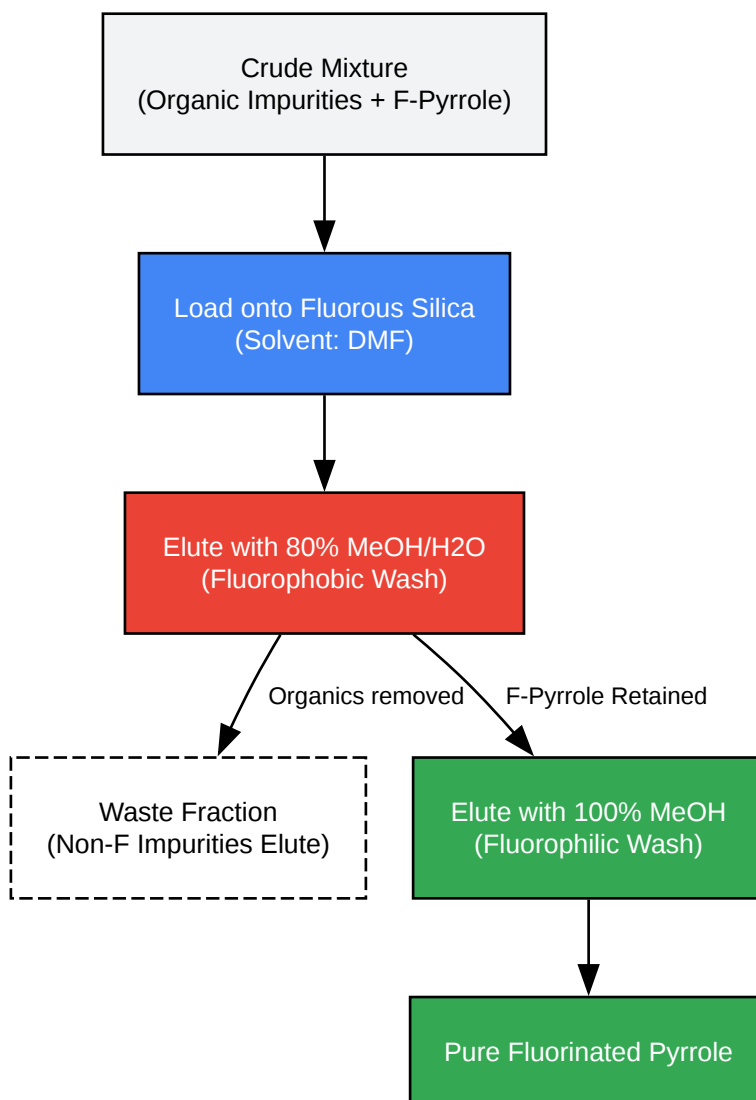 Crude Mixture
(Organic Impurities + F-Pyrrole)
Load onto Fluorous Silica
(Solvent: DMF)
Elute with 80% MeOH/H2O
(Fluorophobic Wash)
Organics removed
F-Pyrrole Retained
Waste Fraction
(Non-F Impurities Elute)
Elute with 100% MeOH
(Fluorophilic Wash)
Pure Fluorinated Pyrrole